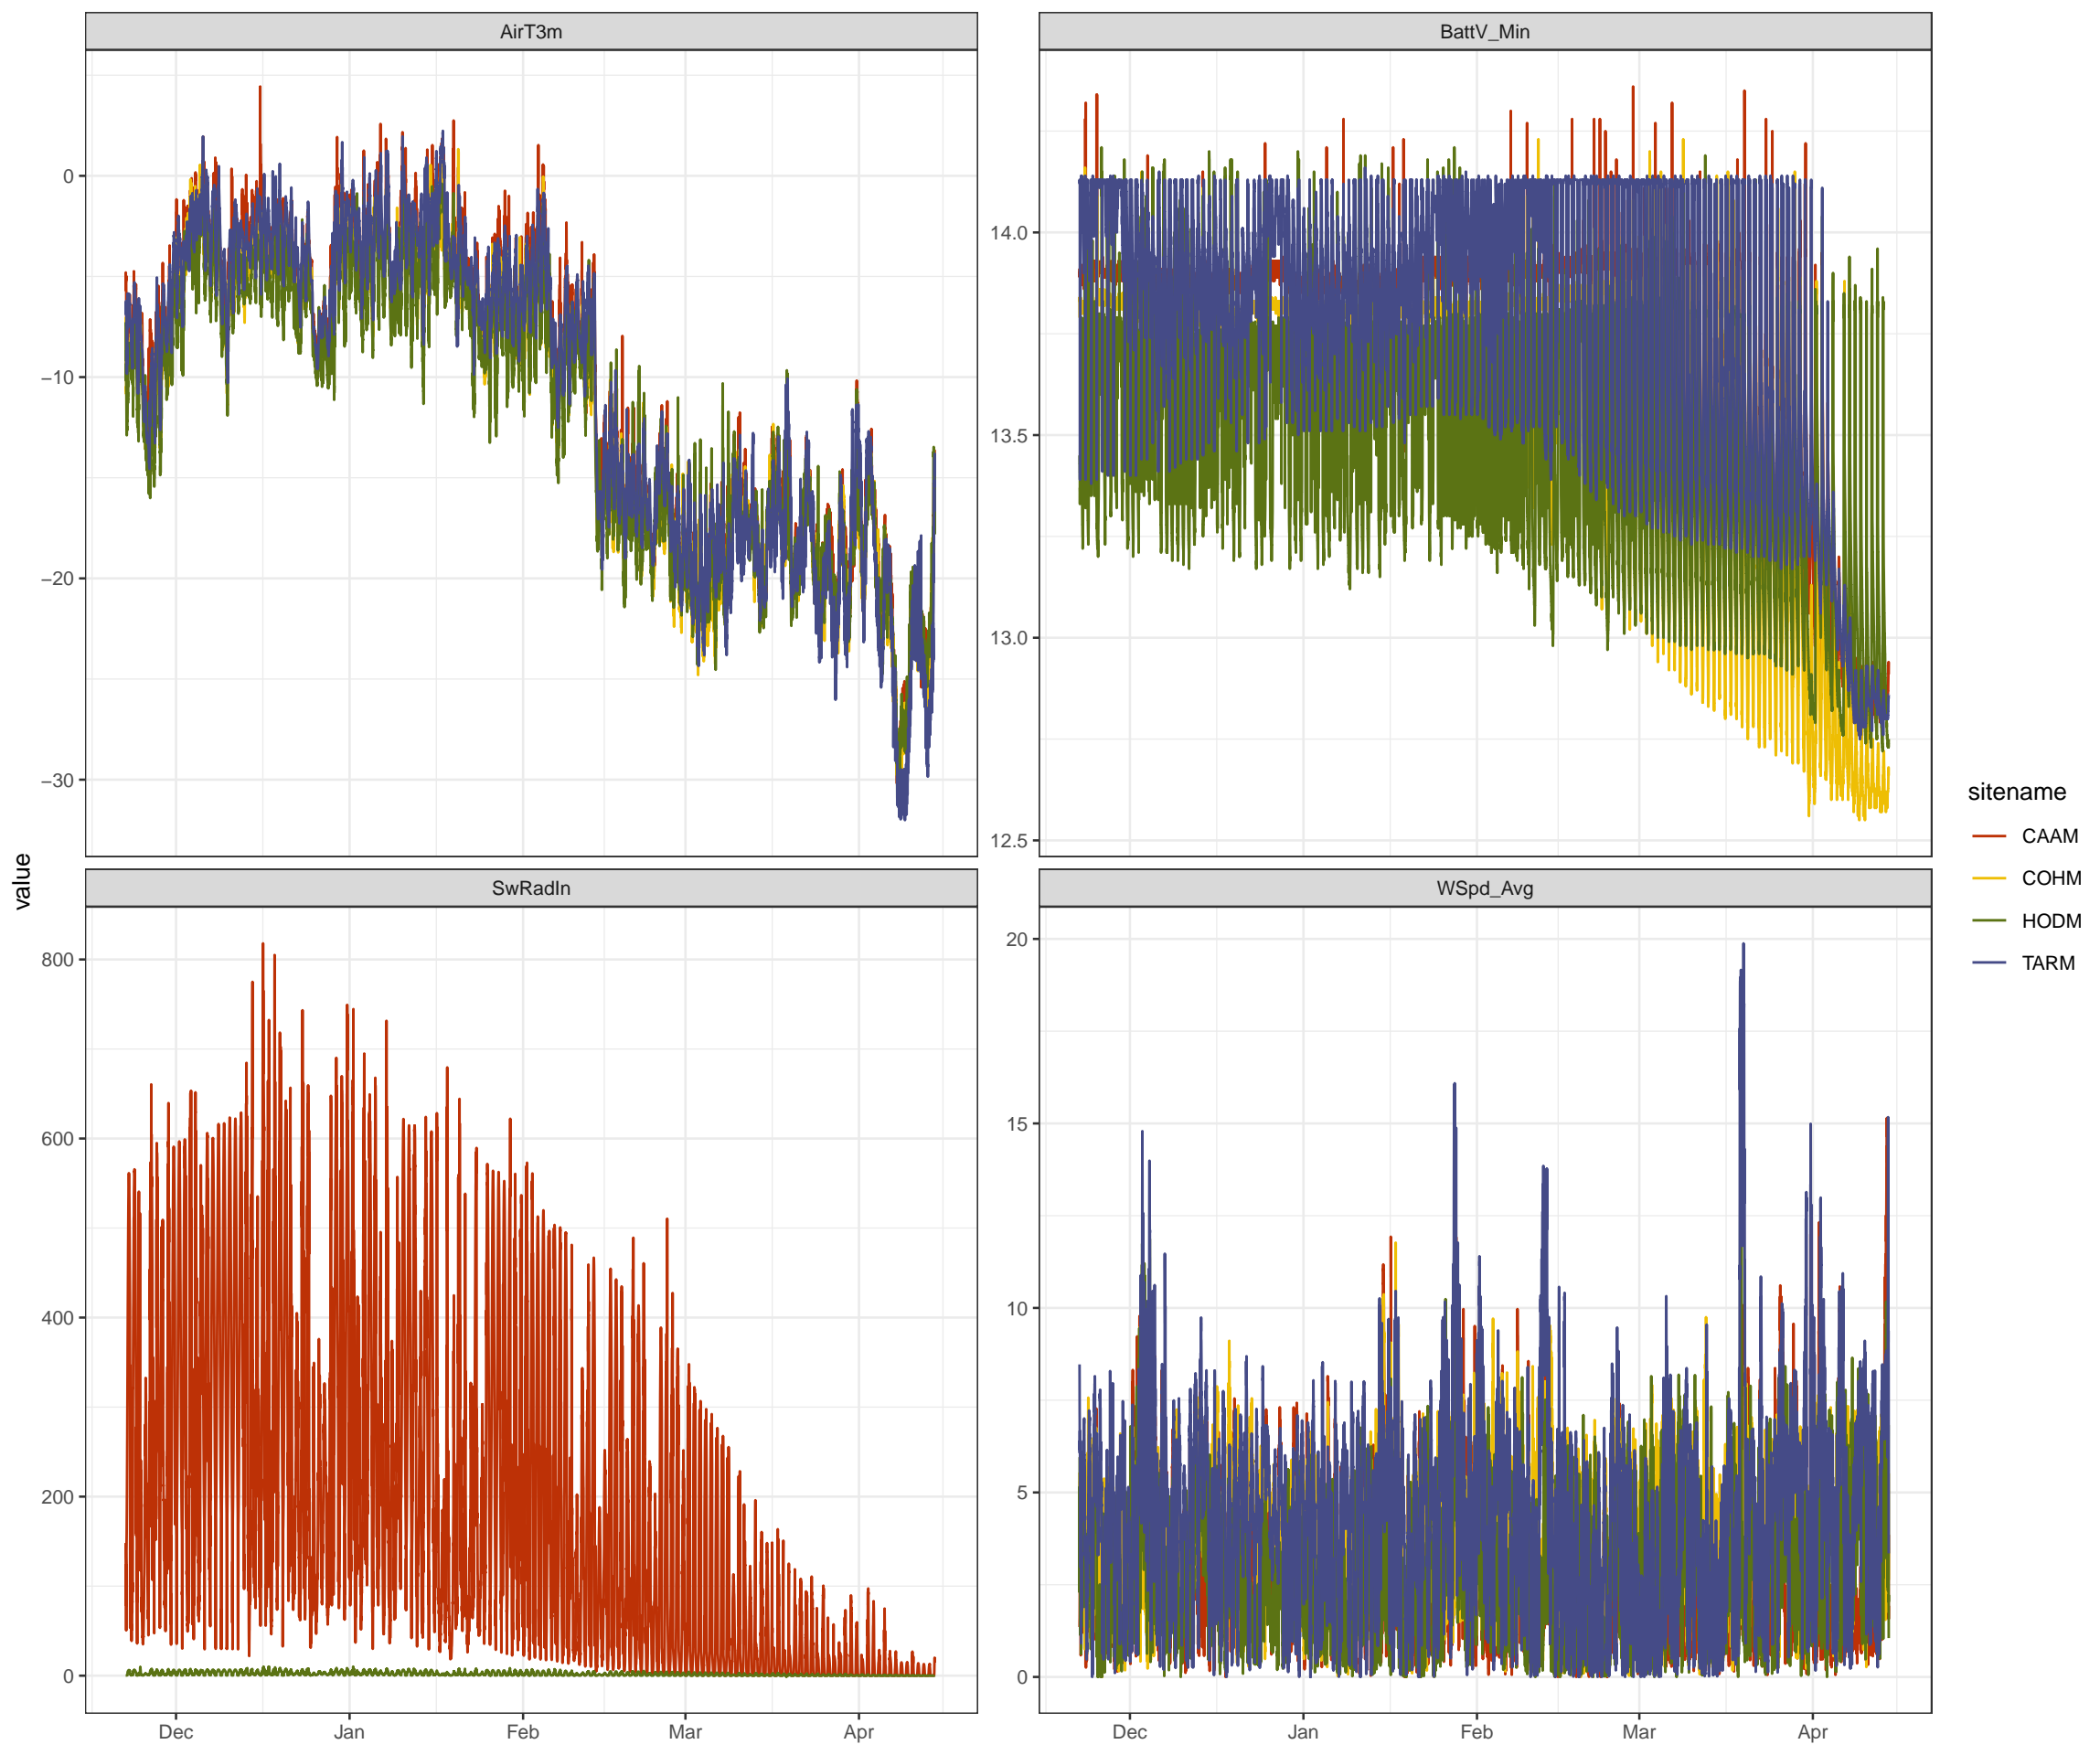 AirT3m
BattV_Min
0
−10
−20
−30
14.0
13.5
13.0
12.5
value
SwRadIn
WSpd_Avg
800
600
400
200
0
20
15
10
5
0
Dec Jan Feb Mar Apr
Dec Jan Feb Mar Apr
sitename
CAAM
COHM
HODM
TARM